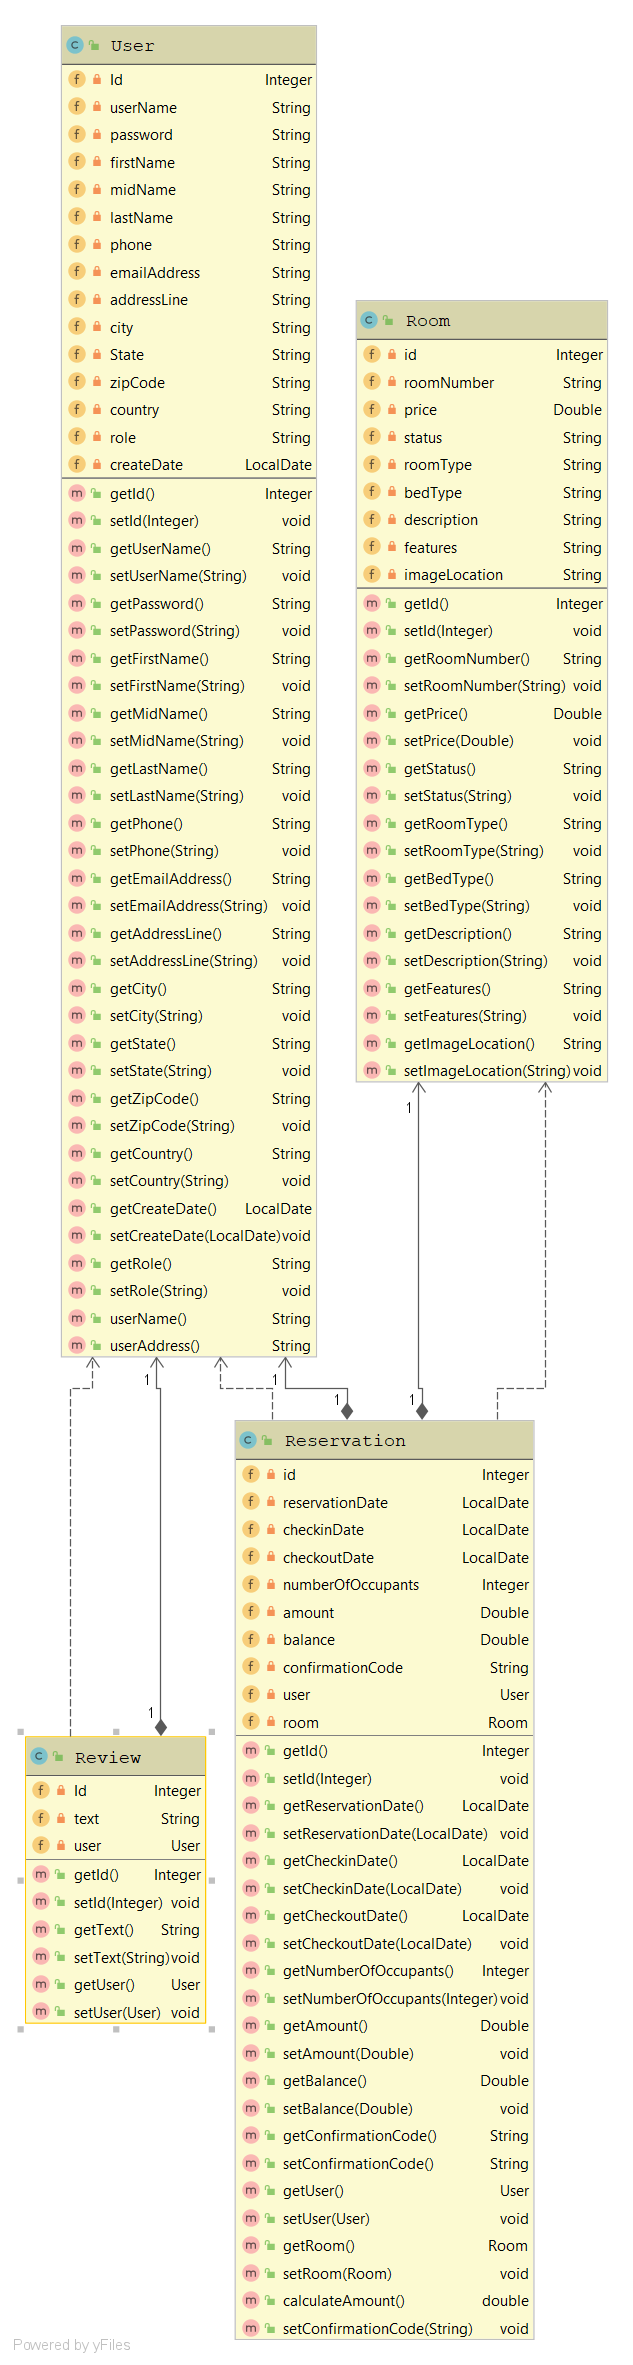 User
Id Integer
userName String
password String
firstName String
midName String
lastName String
phone String
emailAddress String
addressLine String
city String
State String
zipCode String
country String
role String
createDate LocalDate
getId() Integer
setId(Integer) void
getUserName() String
setUserName(String) void
getPassword() String
setPassword(String) void
getFirstName() String
setFirstName(String) void
getMidName() String
setMidName(String) void
getLastName() String
setLastName(String) void
getPhone() String
setPhone(String) void
getEmailAddress() String
setEmailAddress(String) void
getAddressLine() String
setAddressLine(String) void
getCity() String
setCity(String) void
getState() String
setState(String) void
getZipCode() String
setZipCode(String) void
getCountry() String
setCountry(String) void
getCreateDate() LocalDate
setCreateDate(LocalDate) void
getRole() String
setRole(String) void
userName() String
userAddress() String
Room
id Integer
roomNumber String
price Double
status String
roomType String
bedType String
description String
features String
imageLocation String
getId() Integer
setId(Integer) void
getRoomNumber() String
setRoomNumber(String) void
getPrice() Double
setPrice(Double) void
getStatus() String
setStatus(String) void
getRoomType() String
setRoomType(String) void
getBedType() String
setBedType(String) void
getDescription() String
setDescription(String) void
getFeatures() String
setFeatures(String) void
getImageLocation() String
setImageLocation(String) void
1
1 1
1 1
1
Reservation
id Integer
reservationDate LocalDate
checkinDate LocalDate
checkoutDate LocalDate
numberOfOccupants Integer
amount Double
balance Double
confirmationCode String
user User
room Room
getId() Integer
setId(Integer) void
getReservationDate() LocalDate
setReservationDate(LocalDate) void
getCheckinDate() LocalDate
setCheckinDate(LocalDate) void
getCheckoutDate() LocalDate
setCheckoutDate(LocalDate) void
getNumberOfOccupants() Integer
setNumberOfOccupants(Integer) void
getAmount() Double
setAmount(Double) void
getBalance() Double
setBalance(Double) void
getConfirmationCode() String
setConfirmationCode() String
getUser() User
setUser(User) void
getRoom() Room
setRoom(Room) void
calculateAmount() double
setConfirmationCode(String) void
Review
Id Integer
text String
user User
getId() Integer
setId(Integer) void
getText() String
setText(String) void
getUser() User
setUser(User) void
Powered by yFiles